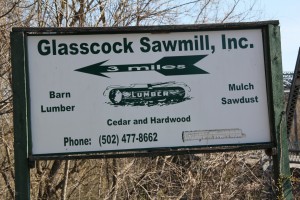 Glasscock Sawmill, Inc.
3 miles
LUMBER
Barn
Lumber
Mulch
Sawdust
Cedar and Hardwood
Phone: (502) 477-8662